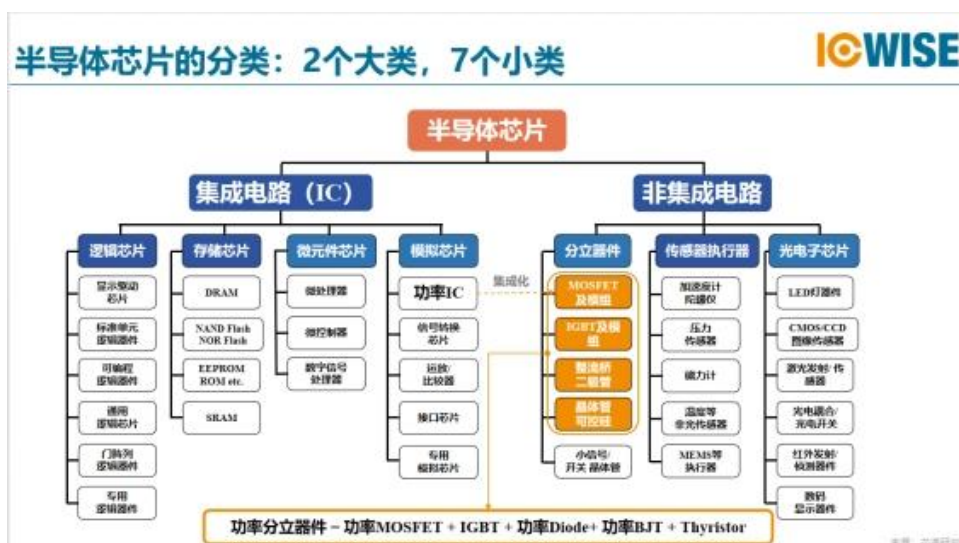 半导体芯片的分类：2个大类，7个小类
ICWISE
半导体芯片
集成电路（IC）
非集成电路
逻辑芯片
存储芯片
微元件芯片
模拟芯片
分立器件
传感器执行器
光电子芯片
显示驱动
芯片
标准单元
逻辑器件
可编程
逻辑器件
通用
逻辑芯片
门阵列
逻辑器件
专用
逻辑器件
DRAM
NAND Flash
NOR Flash
EEPROM
ROM etc.
SRAM
微处理器
微控制器
数字信号
处理器
功率IC
信号转换
芯片
运放/
比较器
接口芯片
专用
模拟芯片
集成化
MOSFET
及模组
IGBT及模
组
整流桥
二极管
晶体管
可控硅
小信号/
开关 晶体管
加速度计
陀螺仪
压力
传感器
磁力计
温度等
非光传感器
MEMS等
执行器
LED灯器件
CMOS/CCD
图像传感器
激光发射/ 传
感器
光电耦合/
光电开关
红外发射/
侦测器件
数码
显示器件
功率分立器件 = 功率MOSFET + IGBT + 功率Diode+ 功率BJT + Thyristor